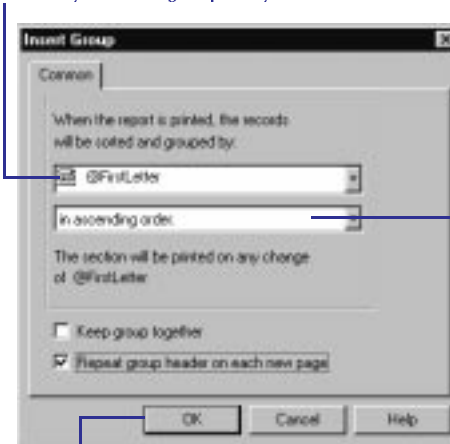 Insert Group
Common
When the report is printed, the records
will be sorted and grouped by:
@FirstLetter
in ascending order.
The section will be printed on any change
of @FirstLetter
Keep group together
Repeat group header on each new page
OK Cancel Help